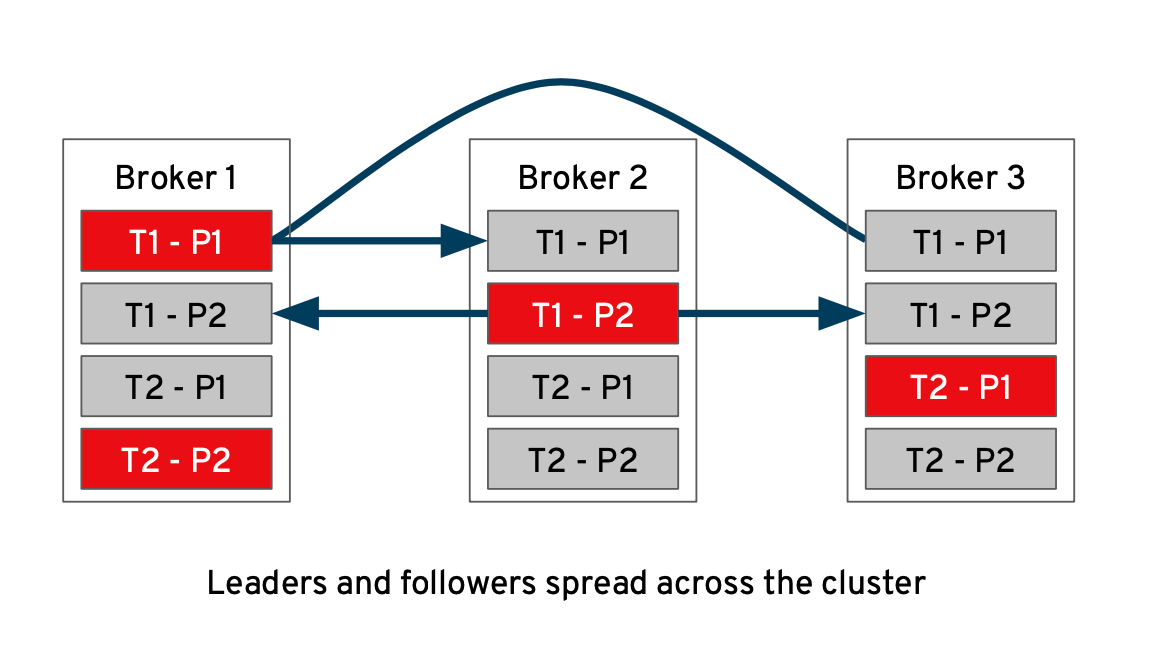 Broker 1
T1 - P1
T1 - P2
T2 - P1
T2 - P2
Broker 2
T1 - P1
T1 - P2
T2 - P1
T2 - P2
Broker 3
T1 - P1
T1 - P2
T2 - P1
T2 - P2
Leaders and followers spread across the cluster